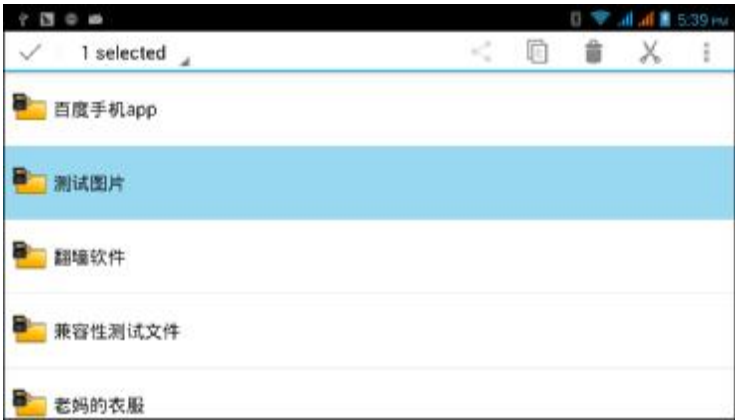 5:39 PM
1 selected
百度手机app
测试图片
翻墙软件
兼容性测试文件
老妈的衣服